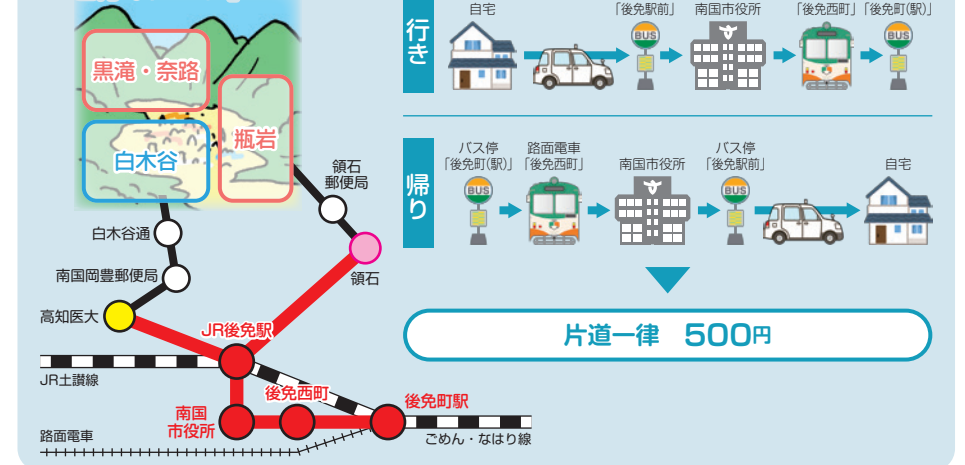 行き
自宅
「後免駅前」
南国市役所
「後免西町」
「後免町(駅)」
BUS
BUS
帰り
バス停
「後免町(駅)」
路面電車
「後免西町」
南国市役所
バス停
「後免駅前」
自宅
BUS
BUS
片道一律 500円
黒滝・奈路
瓶岩
白木谷
領石
郵便局
白木谷通
南国岡豊郵便局
領石
高知医大
JR後免駅
JR土讃線
後免西町
後免町駅
南国
市役所
ごめん・なはり線
路面電車